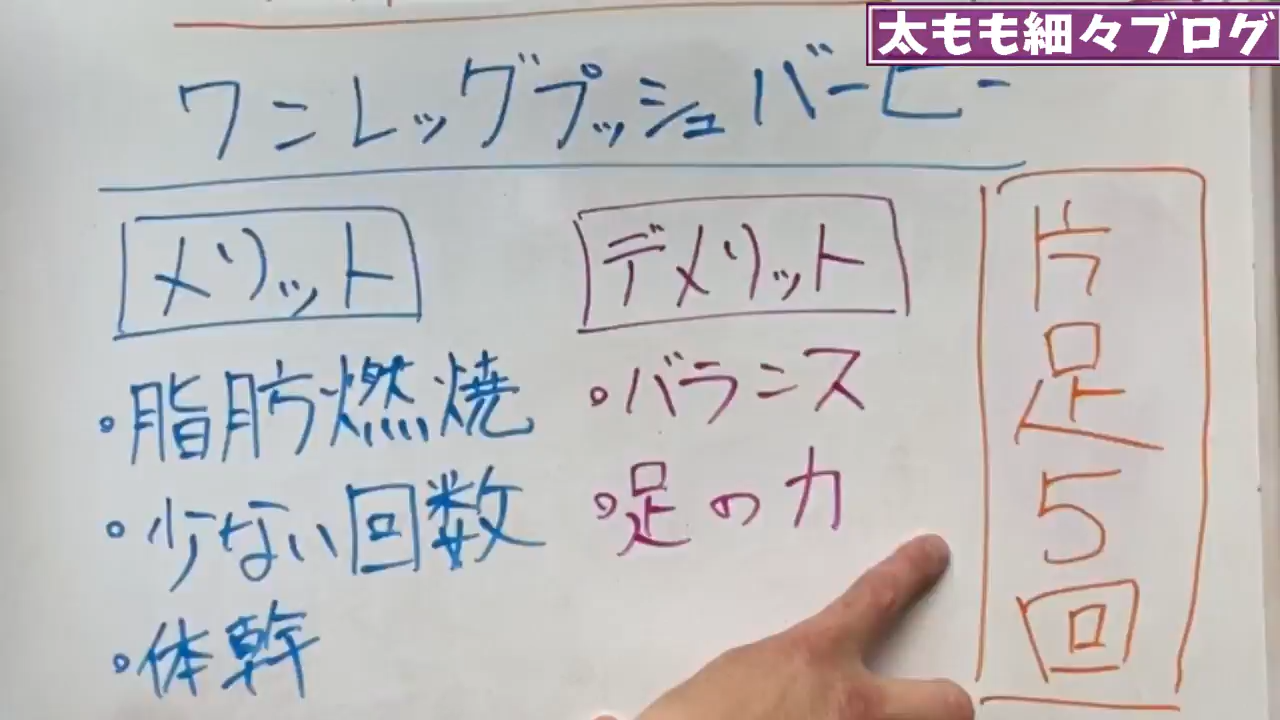 太もも細々ブログ
ワンレッグプッシュバーピー
メリット
・脂肪燃焼
・少ない回数
・体幹
デメリット
・バランス
・足の力
片足5回